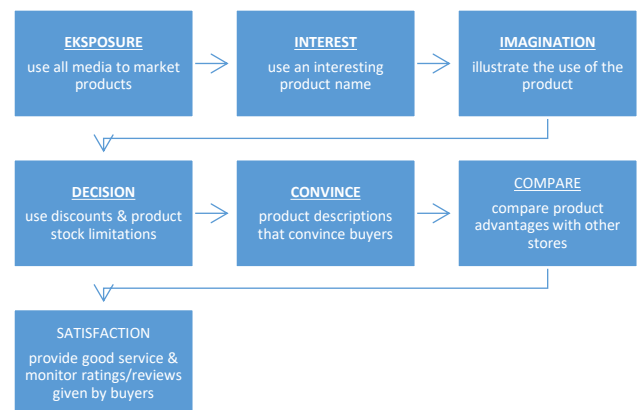 EKSPOSURE
use all media to market
products
INTEREST
use an interesting
product name
IMAGINATION
illustrate the use of the
product
DECISION
use discounts & product
stock limitations
CONVINCE
product descriptions
that convince buyers
COMPARE
compare product
advantages with other
stores
SATISFACTION
provide good service &
monitor ratings/reviews
given by buyers